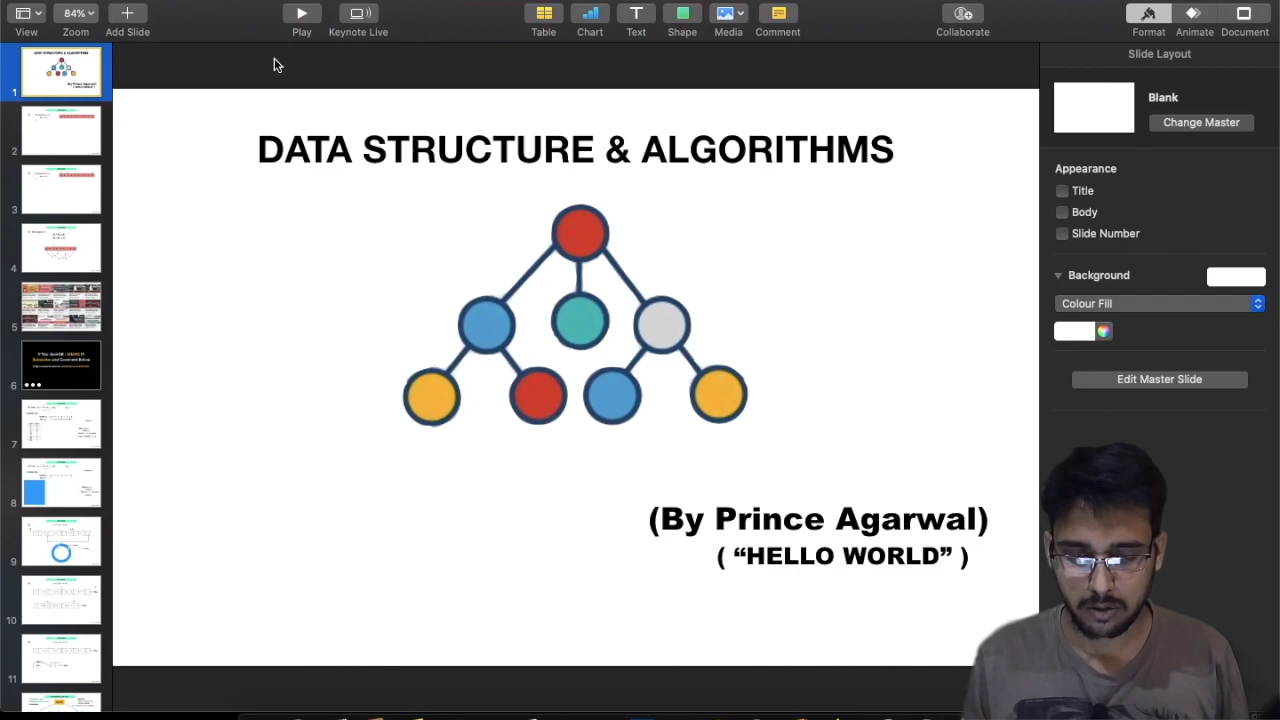 84%
View
Zoom
Add Slide
Play
Keynote Live
Table
Chart
Text
Shape
Media
Comment
Collaborate
Format
Animate
Document
Slide Layout
Blank
Change Master
Appearance
Title
Body
Slide Number
Background
Colour Fill
Edit Master Slide
1
2
3
4
5
6
7
8
9
10
11
DATA STRUCTURE & ALGORITHMS
(By Prince Agarwal)
( “HELLO WORLD” )